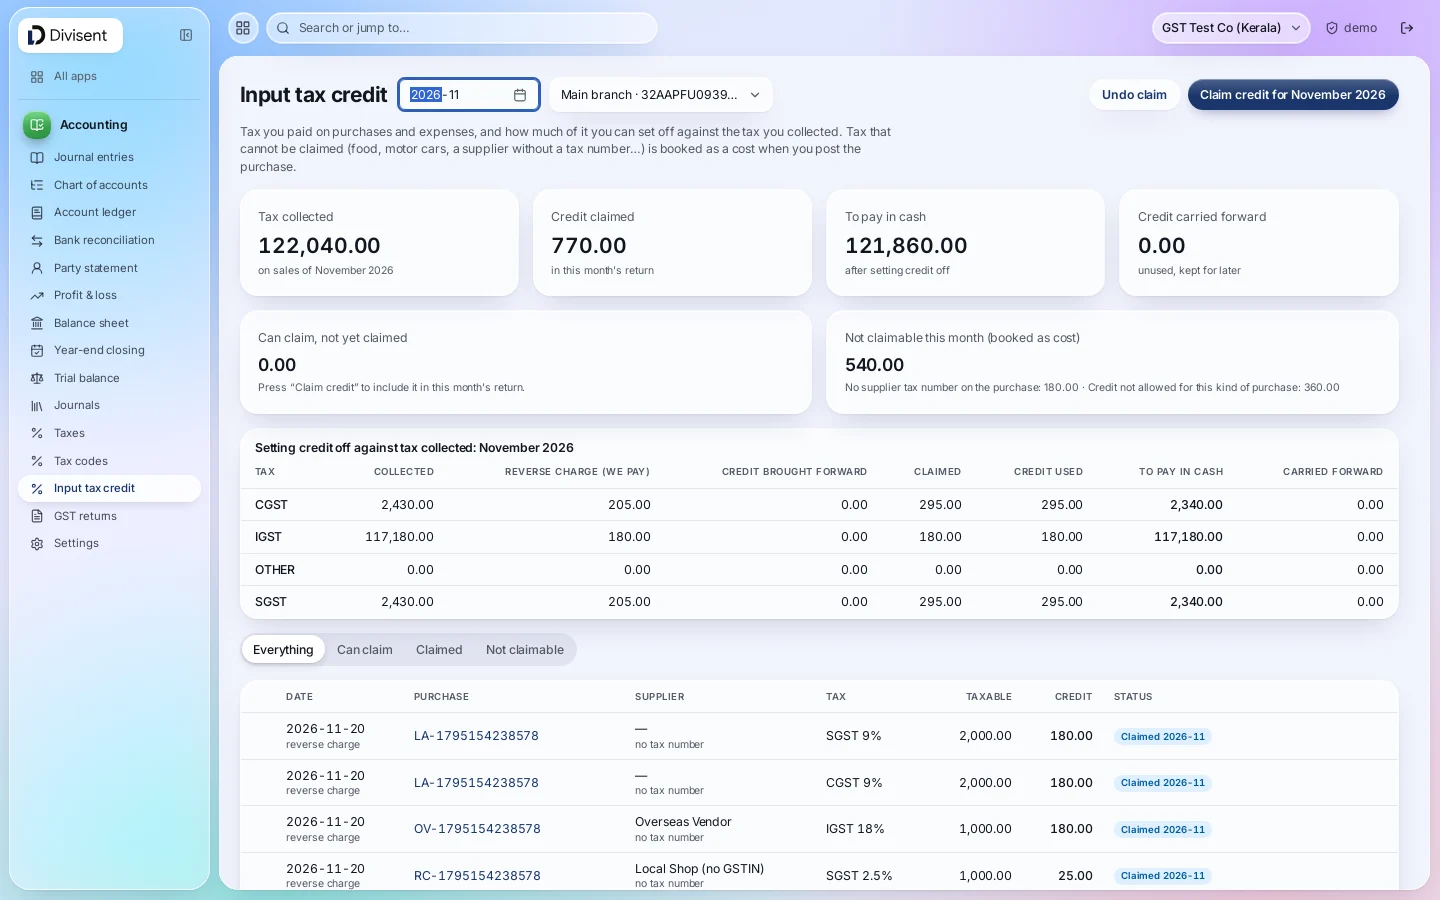 Divisent
Search or jump to...
GST Test Co (Kerala)
demo
All apps
Accounting
Journal entries
Chart of accounts
Account ledger
Bank reconciliation
Party statement
Profit & loss
Balance sheet
Year-end closing
Trial balance
Journals
Taxes
Tax codes
Input tax credit
GST returns
Settings
Input tax credit
2026-11
Main branch · 32AAPFU0939...
Undo claim
Claim credit for November 2026
Tax you paid on purchases and expenses, and how much of it you can set off against the tax you collected. Tax that
cannot be claimed (food, motor cars, a supplier without a tax number...) is booked as a cost when you post the
purchase.
Tax collected
122,040.00
on sales of November 2026
Credit claimed
770.00
in this month's return
To pay in cash
121,860.00
after setting credit off
Credit carried forward
0.00
unused, kept for later
Can claim, not yet claimed
0.00
Press “Claim credit” to include it in this month's return.
Not claimable this month (booked as cost)
540.00
No supplier tax number on the purchase: 180.00 · Credit not allowed for this kind of purchase: 360.00
Setting credit off against tax collected: November 2026
TAX COLLECTED REVERSE CHARGE (WE PAY) CREDIT BROUGHT FORWARD CLAIMED CREDIT USED TO PAY IN CASH CARRIED FORWARD
CGST 2,430.00 205.00 0.00 295.00 295.00 2,340.00 0.00
IGST 117,180.00 180.00 0.00 180.00 180.00 117,180.00 0.00
OTHER 0.00 0.00 0.00 0.00 0.00 0.00 0.00
SGST 2,430.00 205.00 0.00 295.00 295.00 2,340.00 0.00
Everything Can claim Claimed Not claimable
DATE PURCHASE SUPPLIER TAX TAXABLE CREDIT STATUS
2026-11-20 LA-1795154238578 — SGST 9% 2,000.00 180.00 Claimed 2026-11
reverse charge no tax number
2026-11-20 LA-1795154238578 — CGST 9% 2,000.00 180.00 Claimed 2026-11
reverse charge no tax number
2026-11-20 OV-1795154238578 Overseas Vendor IGST 18% 1,000.00 180.00 Claimed 2026-11
reverse charge no tax number
2026-11-20 RC-1795154238578 Local Shop (no GSTIN) SGST 2.5% 1,000.00 25.00 Claimed 2026-11
reverse charge no tax number